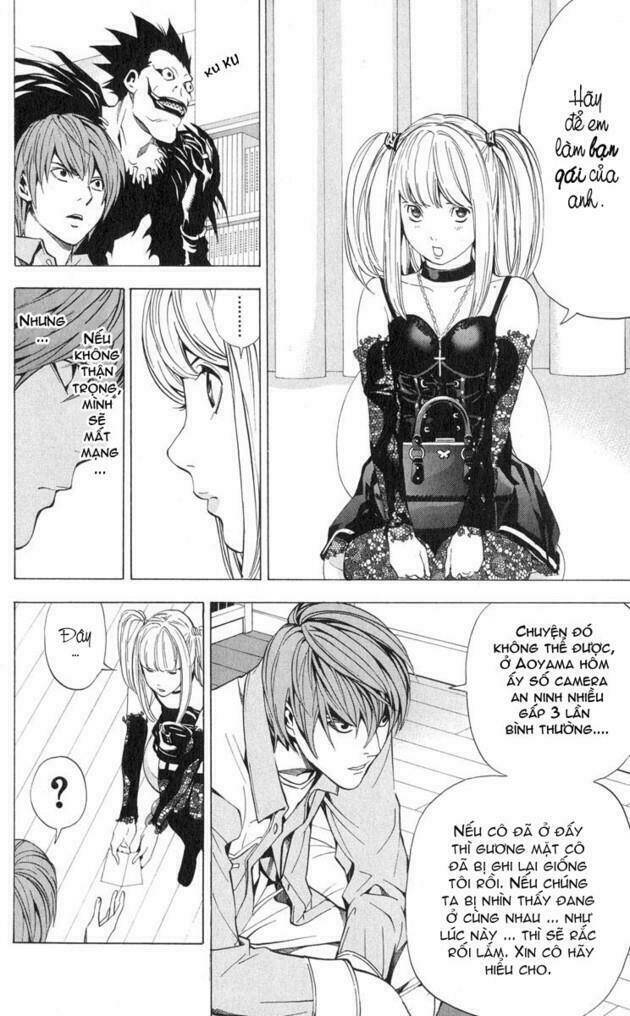 Hãy
để em
làm bạn
gái của
anh.
KU KU
.........
NHƯNG
...
NẾU
KHÔNG
THẬN
TRỌNG
MÌNH
SẼ
MẤT
MẠNG
...
CHUYỆN ĐÓ
KHÔNG THỂ ĐƯỢC,
Ở AOYAMA HÔM
ẤY SỐ CAMERA
AN NINH NHIỀU
GẤP 3 LẦN
BÌNH THƯỜNG....
NẾU CÔ ĐÃ Ở ĐẤY
THÌ GƯƠNG MẶT CÔ
ĐÃ BỊ GHI LẠI GIỐNG
TÔI RỒI. NẾU CHÚNG
TA BỊ NHÌN THẤY ĐANG
Ở CÙNG NHAU ... NHƯ
LÚC NÀY ... THÌ SẼ RẮC
RỐI LẮM. XIN CÔ HÃY
HIỂU CHO.
Đây
...
?